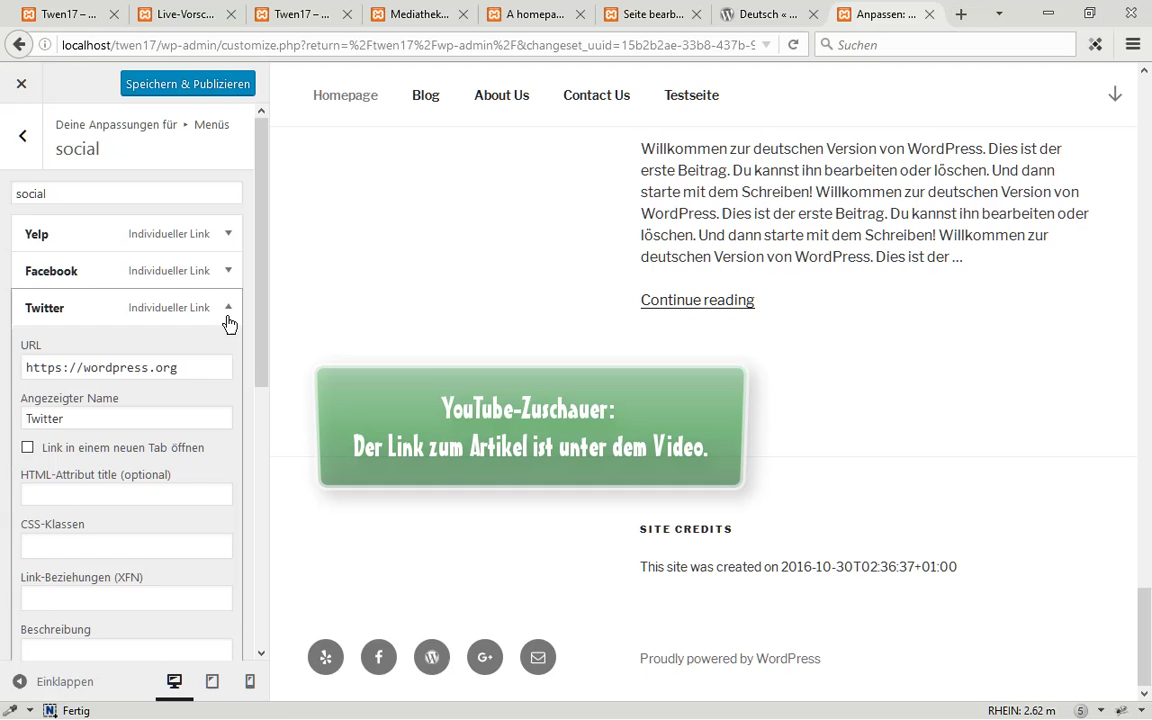 Twen17 –...
Live-Vorsc...
Twen17 –...
Mediathek...
A homepa...
Seite bearb...
Deutsch «...
Anpassen: ...
localhost/twen17/wp-admin/customize.php?return=%2Ftwen17%2Fwp-admin%2F&changeset_uuid=15b2b2ae-33b8-437b-9
Suchen
Speichern & Publizieren
Deine Anpassungen für ▸ Menüs
social
social
Yelp Individueller Link
Facebook Individueller Link
Twitter Individueller Link
URL
https://wordpress.org
Angezeigter Name
Twitter
Link in einem neuen Tab öffnen
HTML-Attribut title (optional)
CSS-Klassen
Link-Beziehungen (XFN)
Beschreibung
Einklappen
Homepage Blog About Us Contact Us Testseite
Willkommen zur deutschen Version von WordPress. Dies ist der
erste Beitrag. Du kannst ihn bearbeiten oder löschen. Und dann
starte mit dem Schreiben! Willkommen zur deutschen Version von
WordPress. Dies ist der erste Beitrag. Du kannst ihn bearbeiten oder
löschen. Und dann starte mit dem Schreiben! Willkommen zur
deutschen Version von WordPress. Dies ist der …
Continue reading
YouTube-Zuschauer:
Der Link zum Artikel ist unter dem Video.
SITE CREDITS
This site was created on 2016-10-30T02:36:37+01:00
Proudly powered by WordPress
Fertig
RHEIN: 2.62 m